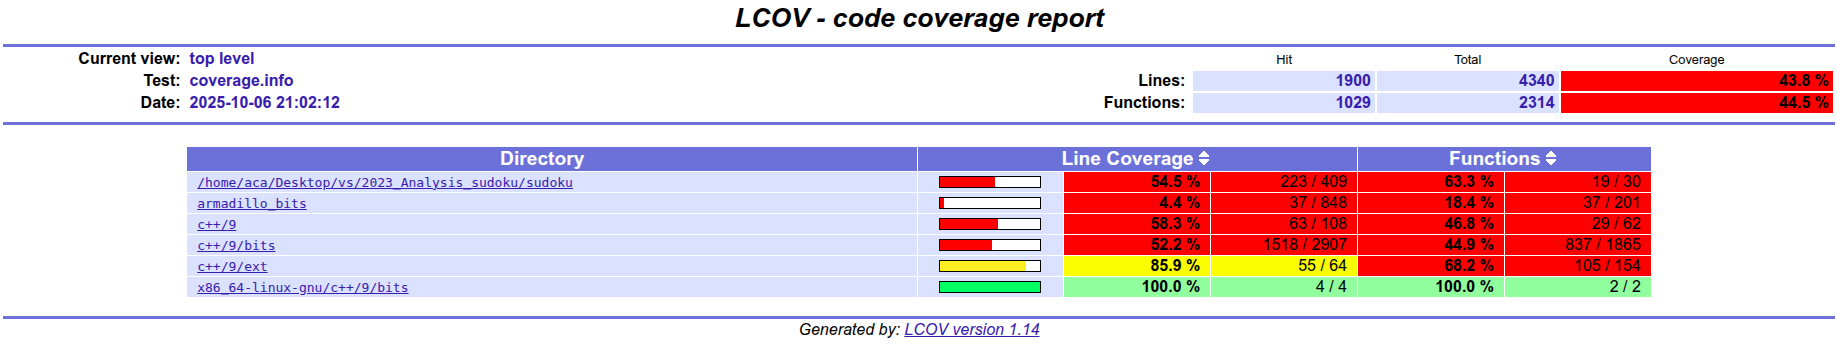 LCOV - code coverage report
Current view: top level
Hit Total Coverage
Test: coverage.info
Lines: 1900 4340 43.8 %
Date: 2025-10-06 21:02:12
Functions: 1029 2314 44.5 %
Directory Line Coverage Functions
/home/aca/Desktop/vs/2023_Analysis_sudoku/sudoku 54.5 % 223 / 409 63.3 % 19 / 30
armadillo_bits 4.4 % 37 / 848 18.4 % 37 / 201
c++/9 58.3 % 63 / 108 46.8 % 29 / 62
c++/9/bits 52.2 % 1518 / 2907 44.9 % 837 / 1865
c++/9/ext 85.9 % 55 / 64 68.2 % 105 / 154
x86_64-linux-gnu/c++/9/bits 100.0 % 4 / 4 100.0 % 2 / 2
Generated by: LCOV version 1.14